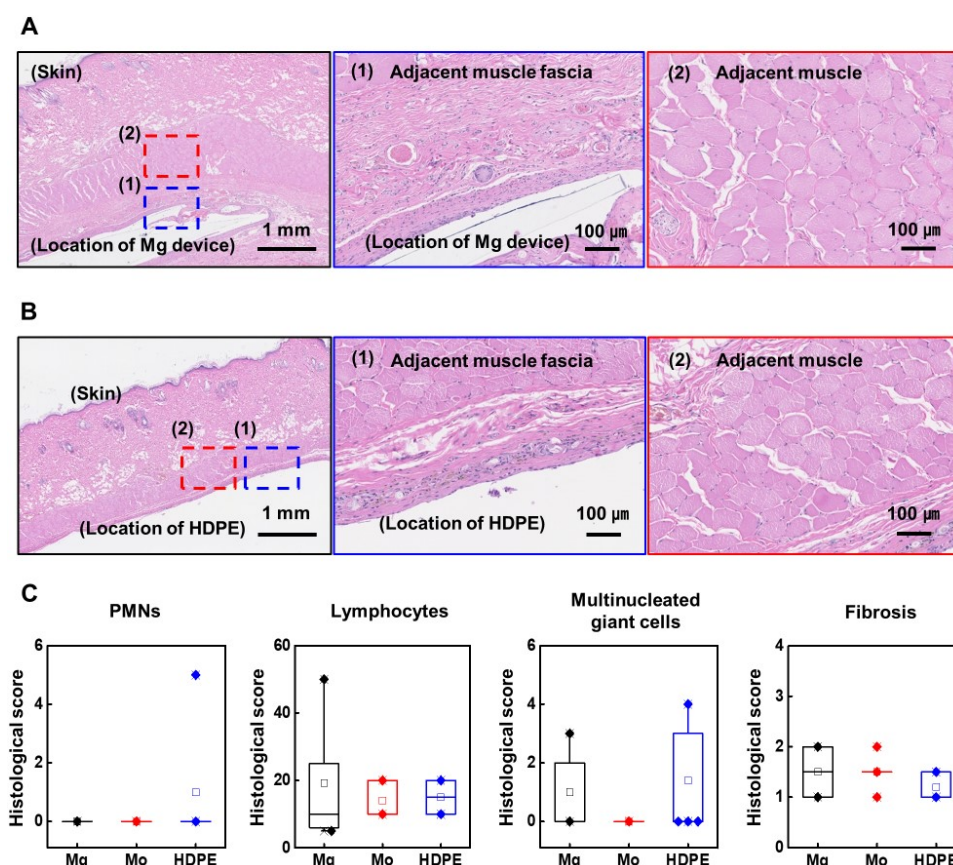 A
(Skin)
(2)
(1)
(Location of Mg device)
1 mm
(1) Adjacent muscle fascia
(Location of Mg device)
100 μm
(2) Adjacent muscle
100 μm
B
(Skin)
(2) (1)
(Location of HDPE)
1 mm
(1) Adjacent muscle fascia
(Location of HDPE)
100 μm
(2) Adjacent muscle
100 μm
C
PMNs
Histological score
6
4
2
0
Mg Mo HDPE
Lymphocytes
Histological score
60
40
20
0
Mg Mo HDPE
Multinucleated
giant cells
Histological score
6
4
2
0
Mg Mo HDPE
Fibrosis
Histological score
4
3
2
1
0
Mg Mo HDPE